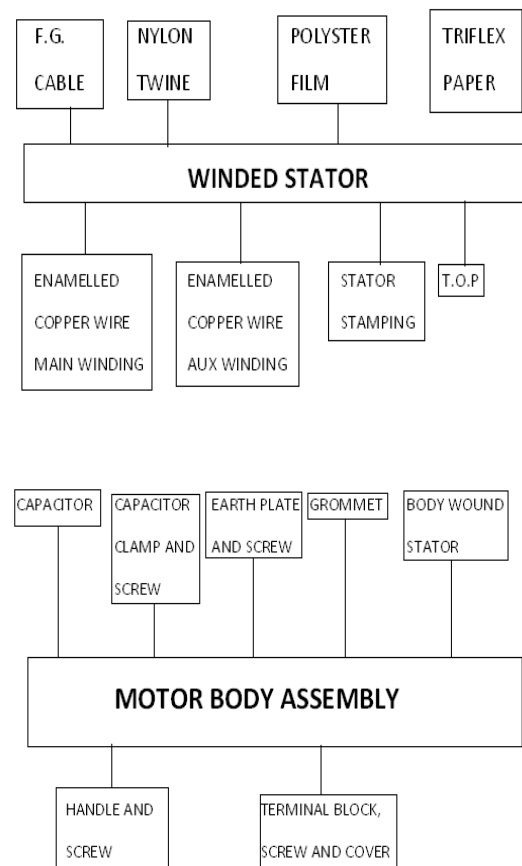 F.G.
CABLE
NYLON
TWINE
POLYSTER
FILM
TRIFLEX
PAPER
WINDED STATOR
ENAMELLED
COPPER WIRE
MAIN WINDING
ENAMELLED
COPPER WIRE
AUX WINDING
STATOR
STAMPING
T.O.P
CAPACITOR
CAPACITOR
CLAMP AND
SCREW
EARTH PLATE
AND SCREW
GROMMET
BODY WOUND
STATOR
MOTOR BODY ASSEMBLY
HANDLE AND
SCREW
TERMINAL BLOCK,
SCREW AND COVER